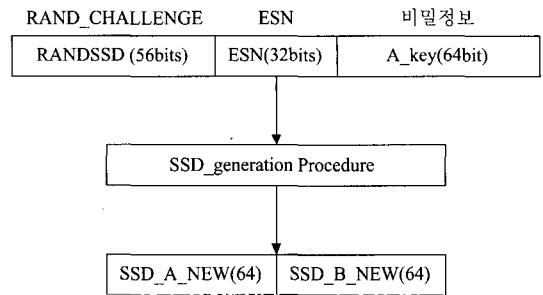 RAND_CHALLENGE ESN 비밀정보
RANDSSD (56bits) ESN(32bits) A_key(64bit)
SSD_generation Procedure
SSD_A_NEW(64) SSD_B_NEW(64)